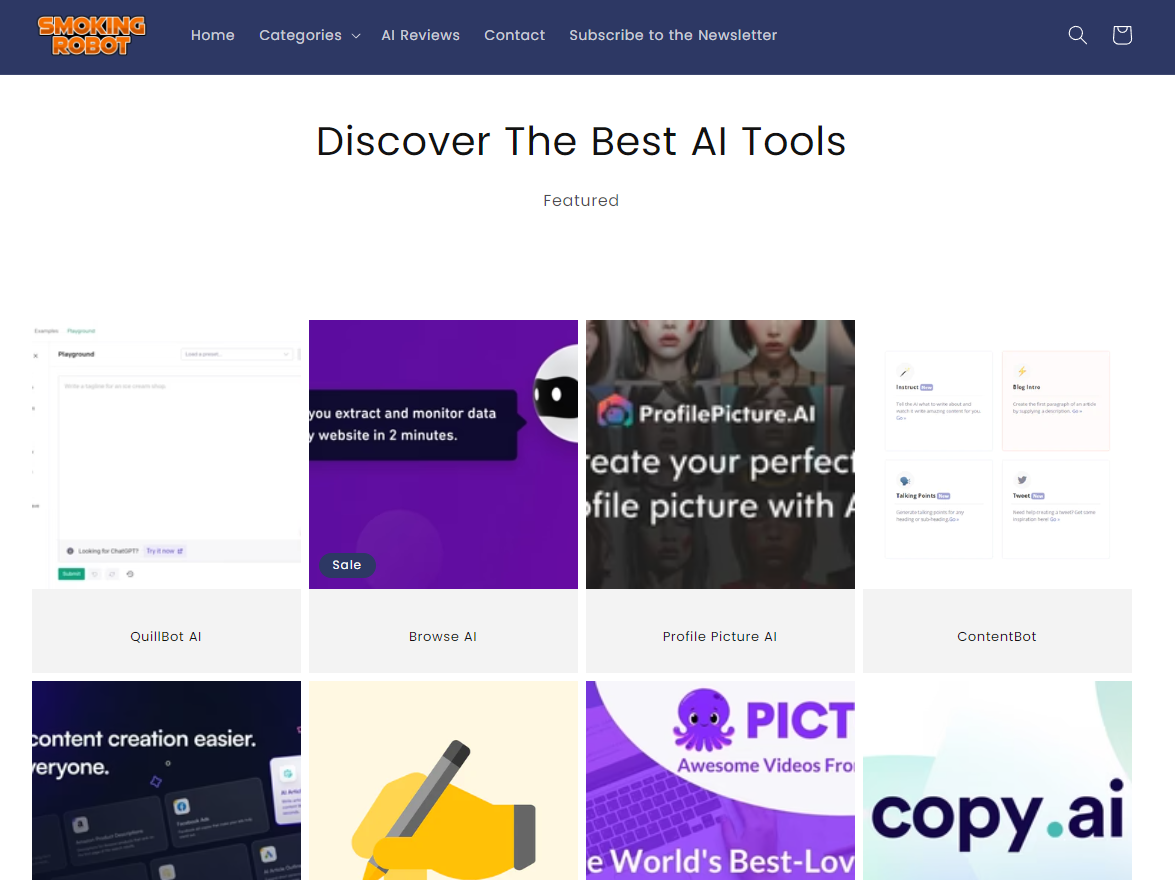 SMOKING
ROBOT
Home
Categories
AI Reviews
Contact
Subscribe to the Newsletter
Discover The Best AI Tools
Featured
Examples Playground
Playground
Load a preset...
Write a tagline for an ice cream shop.
Looking for ChatGPT? Try it now
Submit
you extract and monitor data
y website in 2 minutes.
Sale
ProfilePicture.AI
reate your perfect
ofile picture with A
Instruct New
Tell the AI what to write about and
watch it write amazing content for you.
Go »
Blog Intro
Create the first paragraph of an article
by supplying a description. Go »
Talking Points New
Generate talking points for any
heading or sub-heading. Go »
Tweet New
Need help creating a tweet? Get some
inspiration here! Go »
QuillBot AI
Browse AI
Profile Picture AI
ContentBot
content creation easier.
veryone.
Amazon Product Descriptions
Facebook Ads
PICT
Awesome Videos Fro
e World's Best-Lov
copy.ai